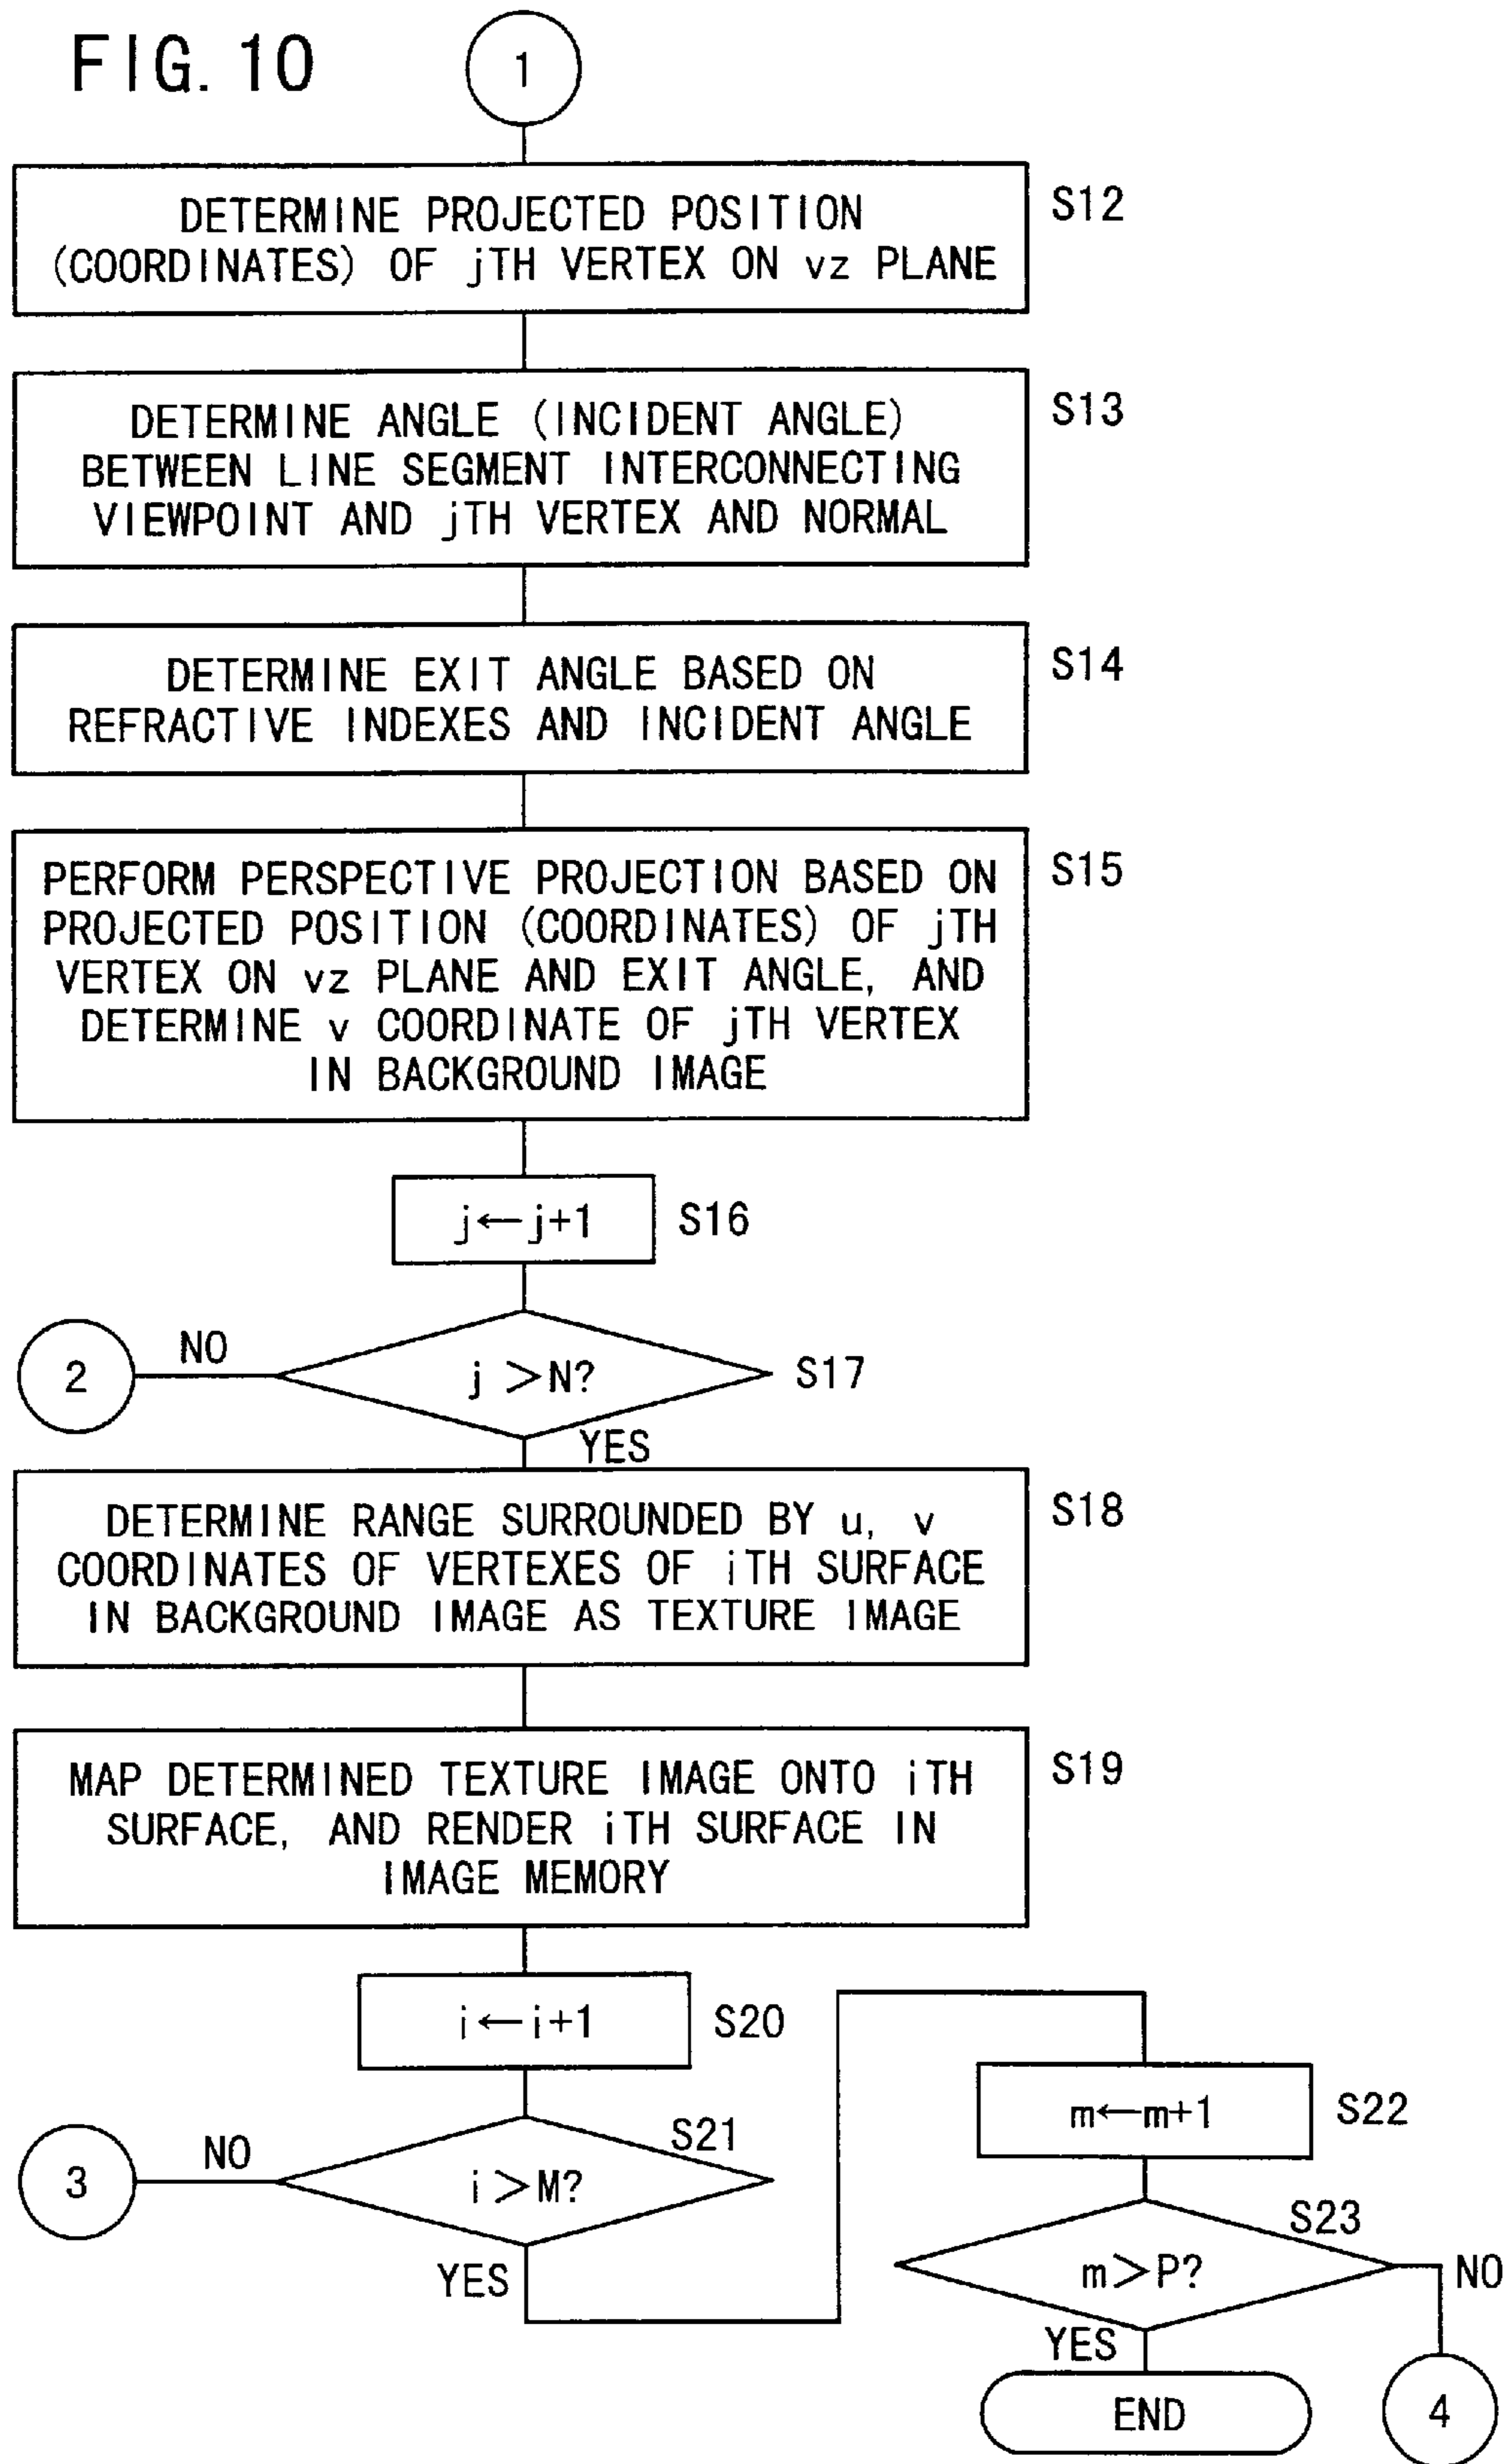 FIG. 10
1
DETERMINE PROJECTED POSITION
(COORDINATES) OF jTH VERTEX ON vz PLANE
S12
DETERMINE ANGLE (INCIDENT ANGLE)
BETWEEN LINE SEGMENT INTERCONNECTING
VIEWPOINT AND jTH VERTEX AND NORMAL
S13
DETERMINE EXIT ANGLE BASED ON
REFRACTIVE INDEXES AND INCIDENT ANGLE
S14
PERFORM PERSPECTIVE PROJECTION BASED ON
PROJECTED POSITION (COORDINATES) OF jTH
VERTEX ON vz PLANE AND EXIT ANGLE, AND
DETERMINE v COORDINATE OF jTH VERTEX
IN BACKGROUND IMAGE
S15
j←j+1
S16
2
NO
j >N?
S17
YES
DETERMINE RANGE SURROUNDED BY u, v
COORDINATES OF VERTEXES OF iTH SURFACE
IN BACKGROUND IMAGE AS TEXTURE IMAGE
S18
MAP DETERMINED TEXTURE IMAGE ONTO iTH
SURFACE, AND RENDER iTH SURFACE IN
IMAGE MEMORY
S19
i←i+1
S20
3
NO
i>M?
S21
YES
m←m+1
S22
m>P?
S23
NO
YES
END
4